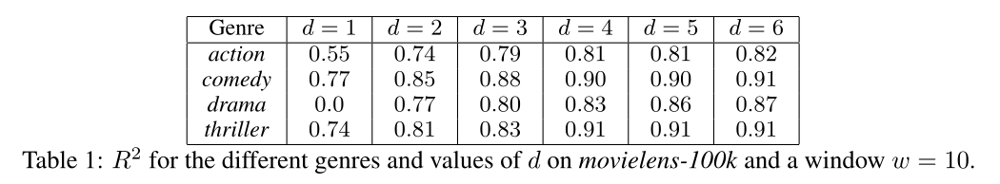 Genre d = 1 d = 2 d = 3 d = 4 d = 5 d = 6
action 0.55 0.74 0.79 0.81 0.81 0.82
comedy 0.77 0.85 0.88 0.90 0.90 0.91
drama 0.0 0.77 0.80 0.83 0.86 0.87
thriller 0.74 0.81 0.83 0.91 0.91 0.91
Table 1: R² for the different genres and values of d on movielens-100k and a window w = 10.